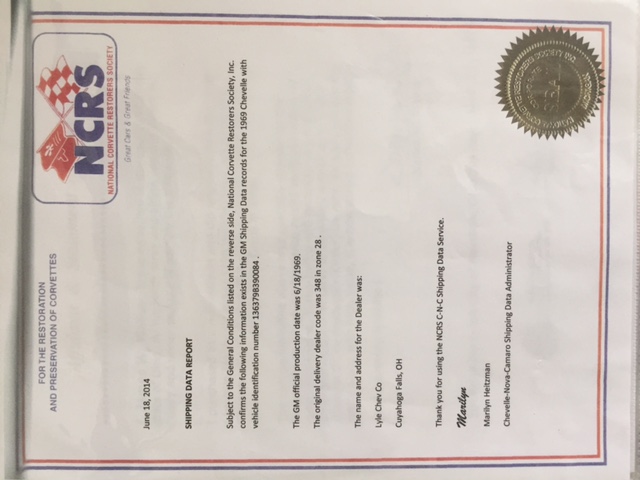 FOR THE RESTORATION
AND PRESERVATION OF CORVETTES
NCRS
NATIONAL CORVETTE RESTORERS SOCIETY
Great Cars & Great Friends
June 18, 2014
SHIPPING DATA REPORT
Subject to the General Conditions listed on the reverse side, National Corvette Restorers Society, Inc.
confirms the following information exists in the GM Shipping Data records for the 1969 Chevelle with
vehicle identification number 136379B390084 .
The GM official production date was 6/18/1969.
The original delivery dealer code was 348 in zone 28 .
The name and address for the Dealer was:
Lyle Chev Co
Cuyahoga Falls, OH
Thank you for using the NCRS C-N-C Shipping Data Service.
Marilyn
Marilyn Heitzman
Chevelle-Nova-Camaro Shipping Data Administrator